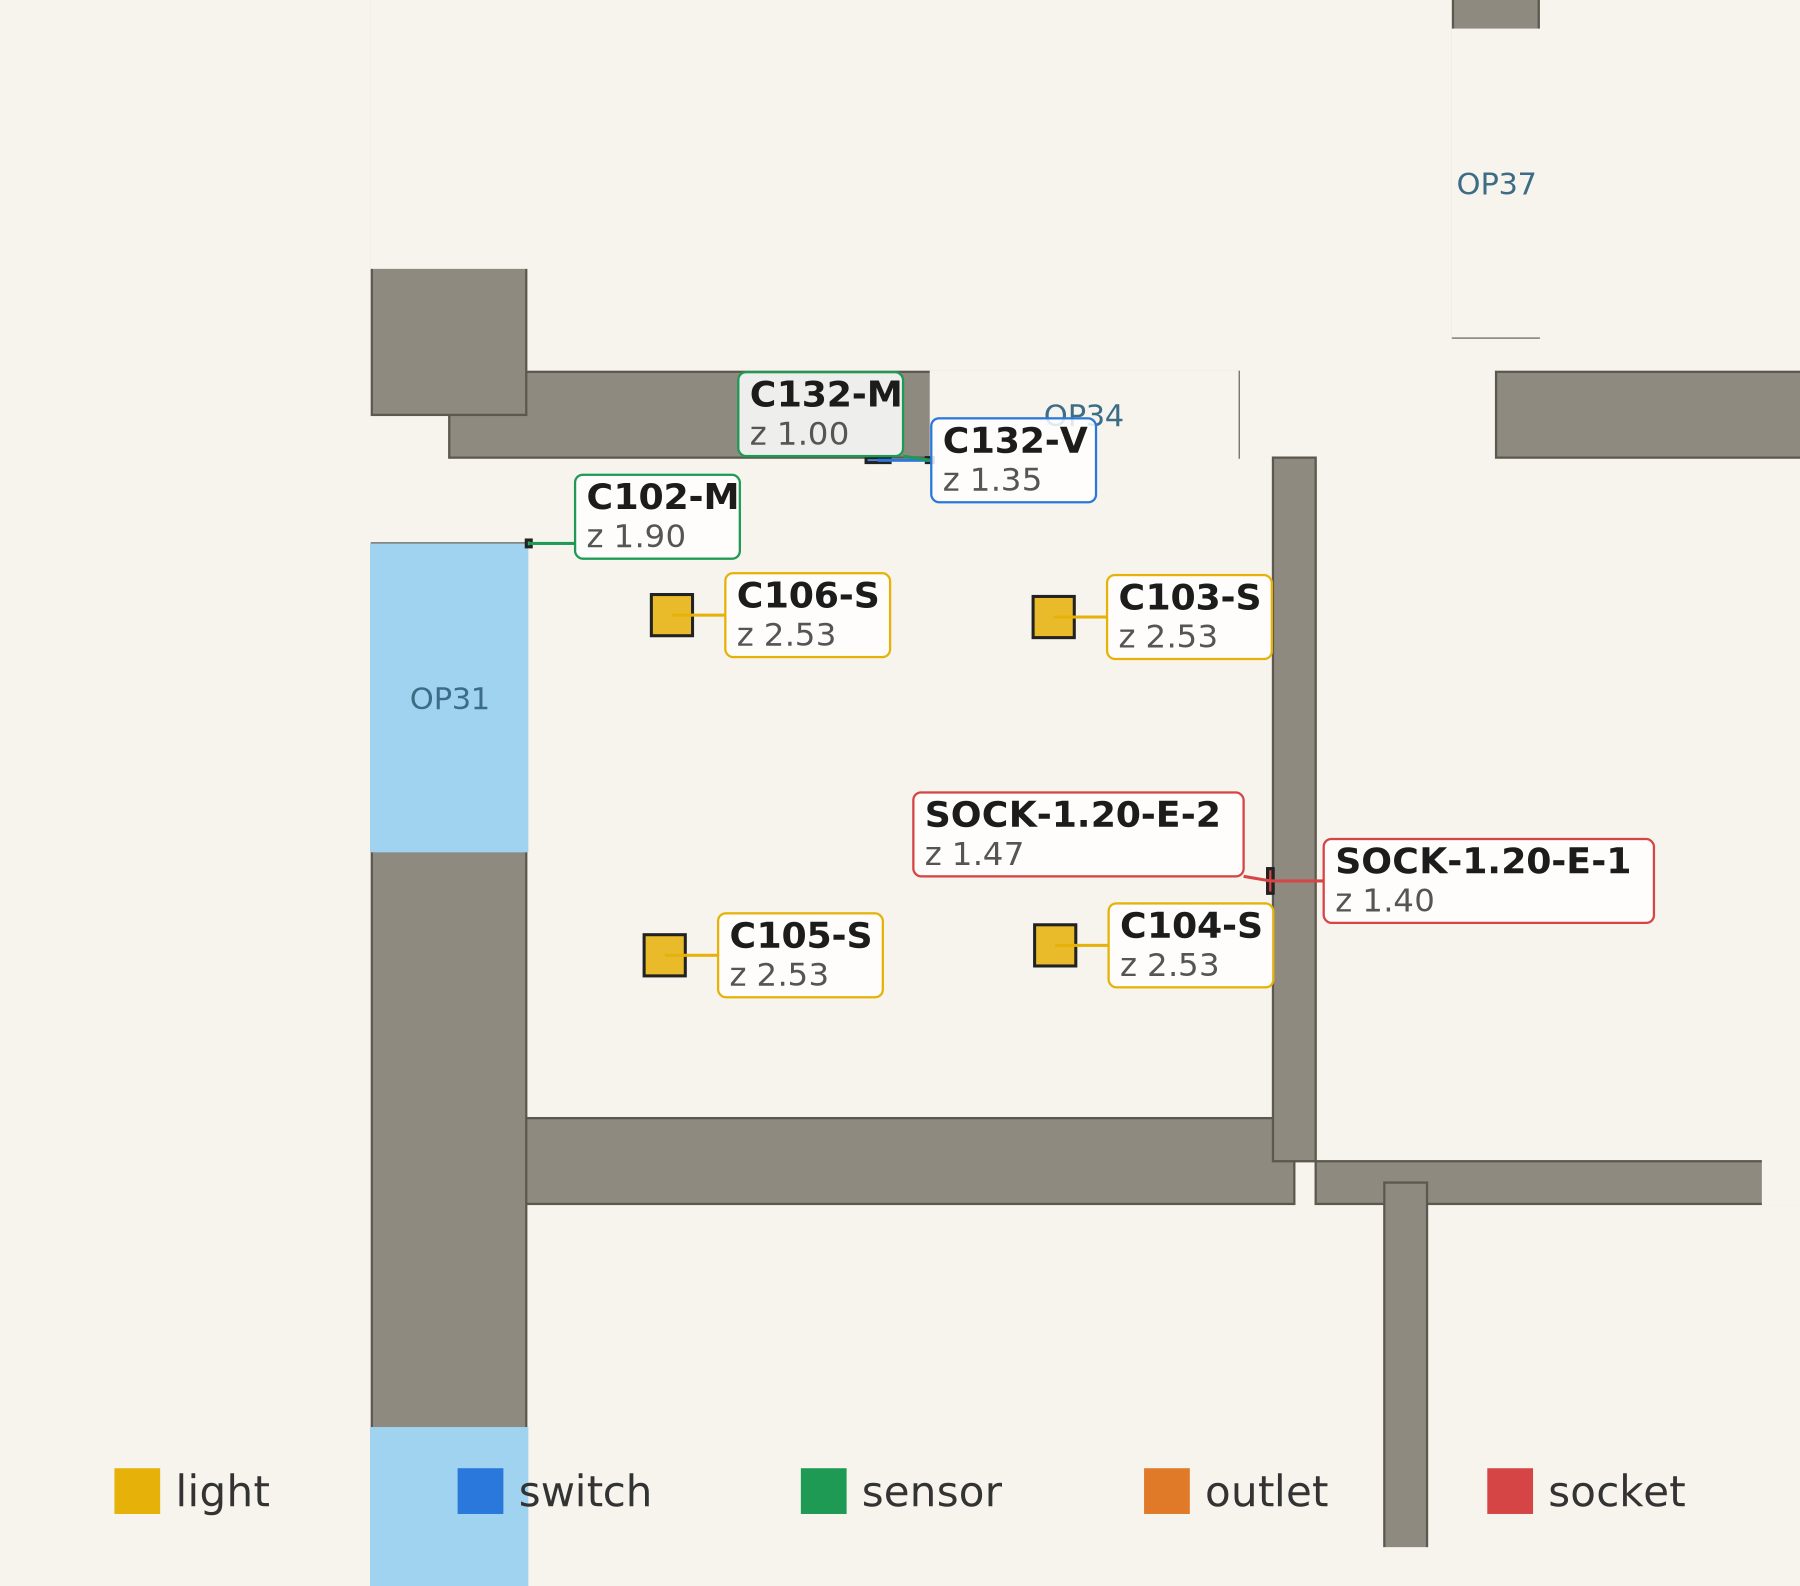 OP37
C132-M
z 1.00
OP34
C132-V
z 1.35
C102-M
z 1.90
C106-S
z 2.53
C103-S
z 2.53
OP31
SOCK-1.20-E-2
z 1.47
SOCK-1.20-E-1
z 1.40
C105-S
z 2.53
C104-S
z 2.53
light
switch
sensor
outlet
socket